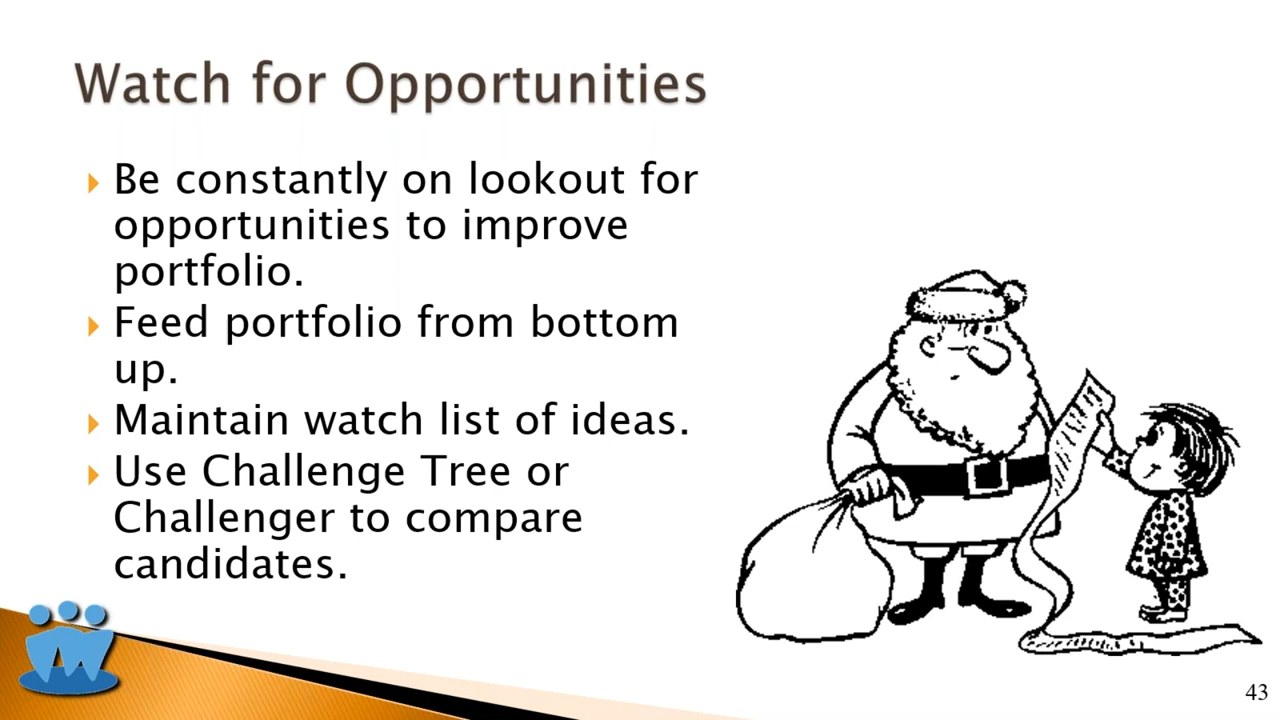 Watch for Opportunities
Be constantly on lookout for
opportunities to improve
portfolio.
Feed portfolio from bottom
up.
Maintain watch list of ideas.
Use Challenge Tree or
Challenger to compare
candidates.
43